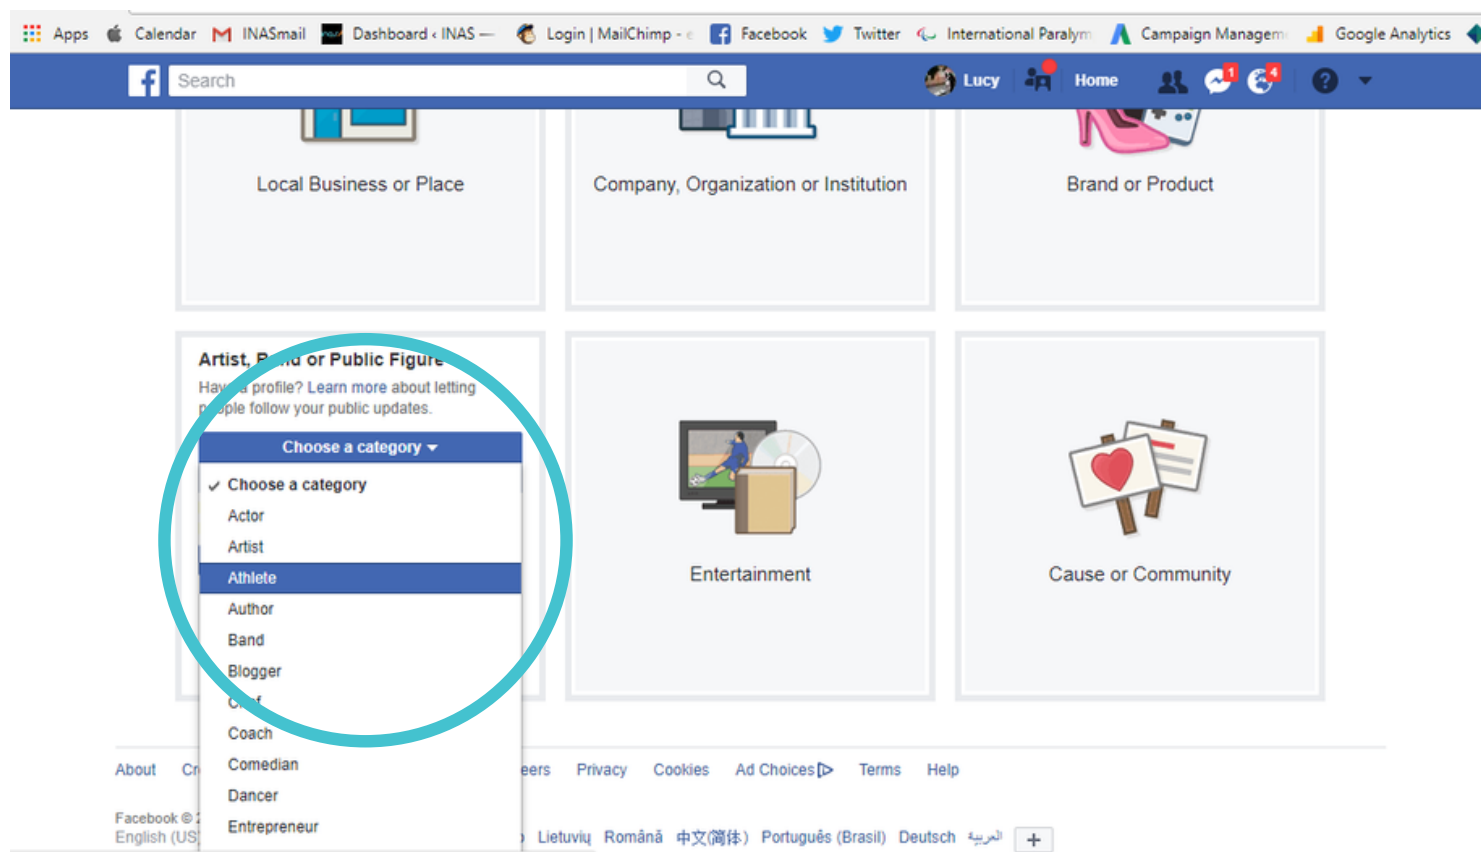 Apps Calendar INASmail Dashboard ‹ INAS — Login | MailChimp - e Facebook Twitter International Paralym Campaign Managem Google Analytics
Search Lucy Home 1 4 ?
Local Business or Place Company, Organization or Institution Brand or Product
Artist, or Public Figure
profile? Learn more about letting
people follow your public updates.
Choose a category
Choose a category
Actor
Artist
Athlete
Entertainment Cause or Community
Author
Band
Blogger
Coach
About eers Privacy Cookies Ad Choices Terms Help
Comedian
Dancer
Facebook ©
Entrepreneur
English (US) Lietuvių Română 中文(简体) Português (Brasil) Deutsch العربية +